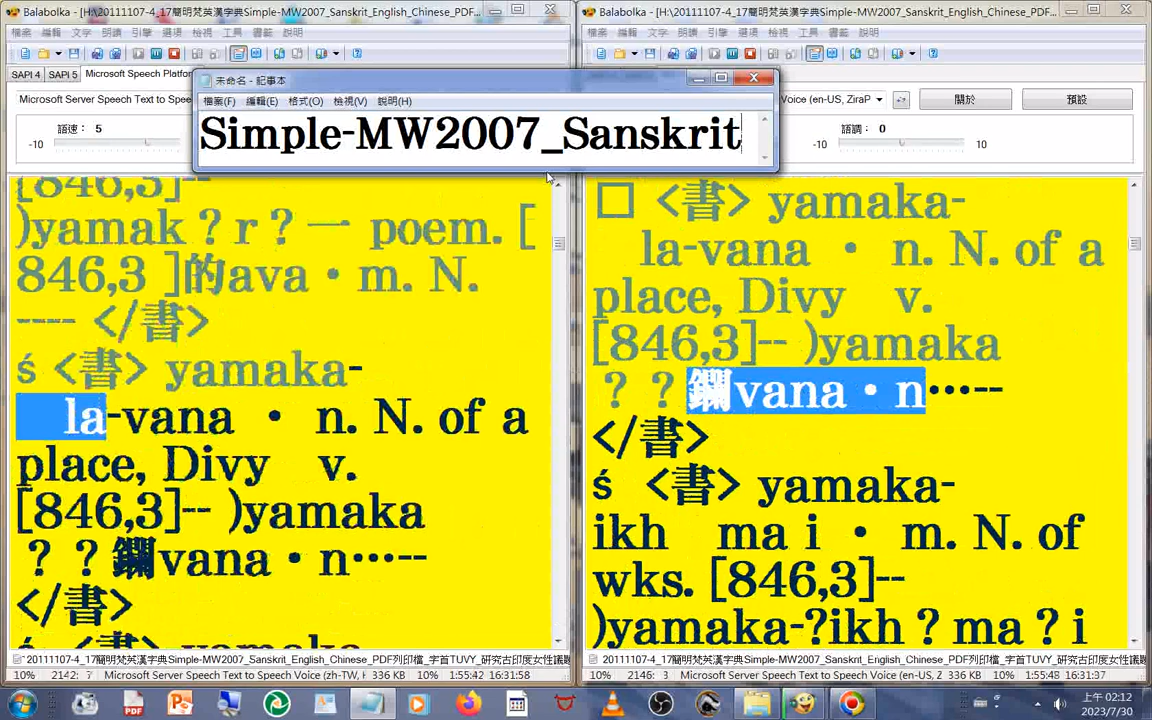 Balabolka - [H:\20111107-4_17簡明梵英漢字典Simple-MW2007_Sanskrit_English_Chinese_PDF...
檔案 編輯 文字 朗讀 引擎 選項 檢視 工具 書籤 說明
SAPI 4 SAPI 5 Microsoft Speech Platfo
Microsoft Server Speech Text to Spee
語速： 5
-10
[846,3]--
)yamak？r？一 poem. [
846,3 ]的ava・m. N.
---- </書>
ś <書> yamaka-
la-vana ・ n. N. of a
place, Divy v.
[846,3]-- )yamaka
？？鑭vana・n…--
</書>
ś <書> yamaka-
20111107-4_17簡明梵英漢字典Simple-MW2007_Sanskrit_English_Chinese_PDF列印檔_字首TUVY_研究古印度女性議題
10% 2142: 7 Microsoft Server Speech Text to Speech Voice (zh-TW, H 336 KB 1:55:42 16:31:58
未命名 - 記事本
檔案(F) 編輯(E) 格式(O) 檢視(V) 說明(H)
Simple-MW2007_Sanskrit
Balabolka - [H:\20111107-4_17簡明梵英漢字典Simple-MW2007_Sanskrit_English_Chinese_PDF...
檔案 編輯 文字 朗讀 引擎 選項 檢視 工具 書籤 說明
Voice (en-US, ZiraP 關於 預設
語調： 0
-10 10
□ <書> yamaka-
la-vana ・ n. N. of a
place, Divy v.
[846,3]-- )yamaka
？？鑭vana・n…--
</書>
ś <書> yamaka-
ikh ma i ・ m. N. of
wks. [846,3]--
)yamaka-?ikh？ma？i
20111107-4_17簡明梵英漢字典Simple-MW2007_Sanskrit_English_Chinese_PDF列印檔_字首TUVY_研究古印度女性議題
10% 2146: 3 Microsoft Server Speech Text to Speech Voice (en-US, Z 336 KB 1:55:42 16:31:37
上午 02:12
2023/7/30